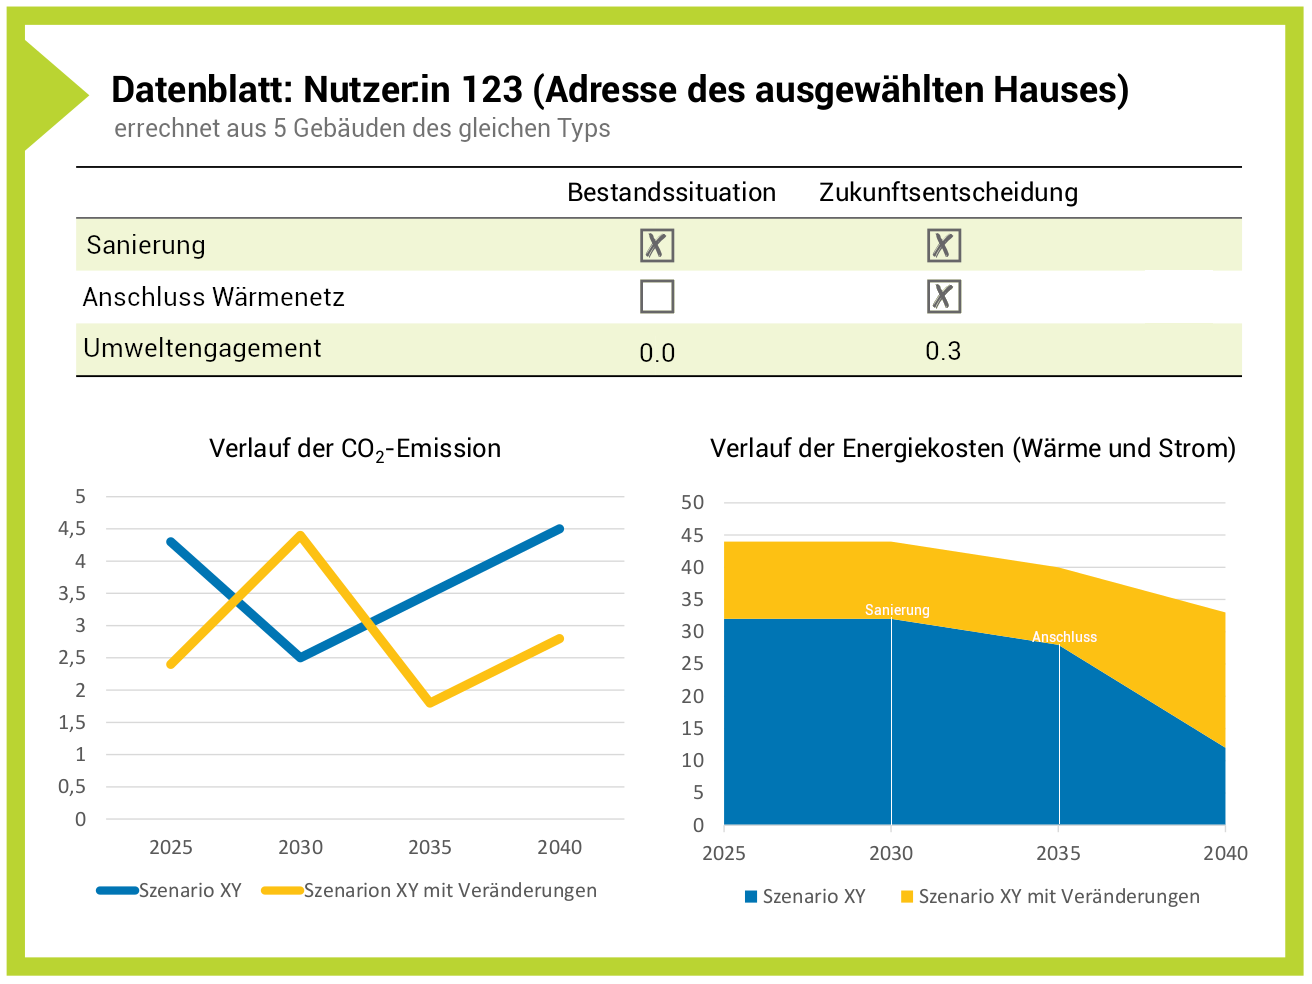 Datenblatt: Nutzer:in 123 (Adresse des ausgewählten Hauses)
errechnet aus 5 Gebäuden des gleichen Typs
Bestandssituation Zukunftsentscheidung
Sanierung
Anschluss Wärmenetz
Umweltengagement 0.0 0.3
Verlauf der CO₂-Emission
5
4,5
4
3,5
3
2,5
2
1,5
1
0,5
0
2025 2030 2035 2040
Szenario XY Szenarion XY mit Veränderungen
Verlauf der Energiekosten (Wärme und Strom)
50
45
40
35
30
25
20
15
10
5
0
Sanierung
Anschluss
2025 2030 2035 2040
Szenario XY Szenario XY mit Veränderungen